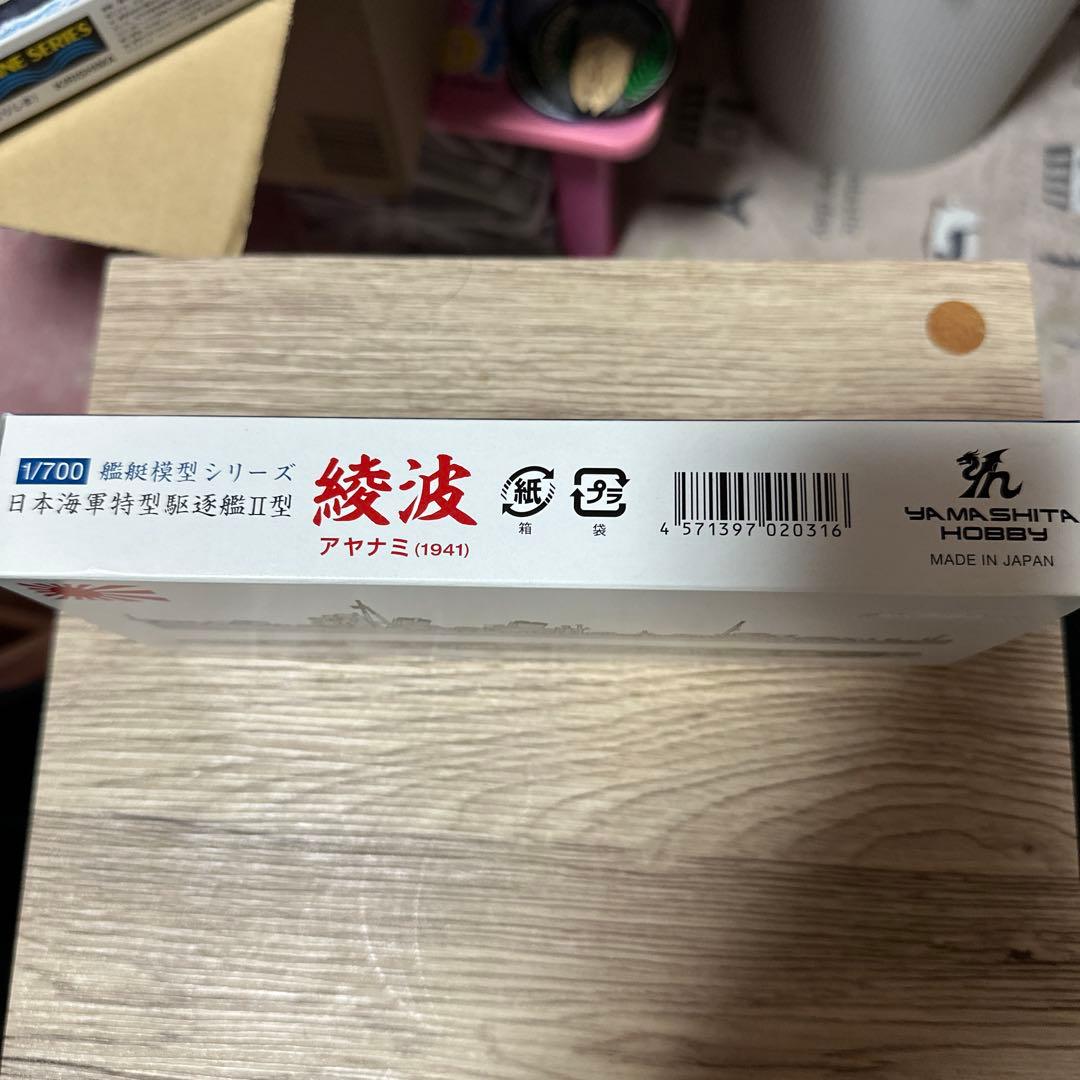 NE SERIES
1/700 艦艇模型シリーズ
日本海軍特型駆逐艦II型
綾波
アヤナミ(1941)
紙
箱
プラ
袋
4 571397 020316
YAMASHITA
HOBBY
MADE IN JAPAN